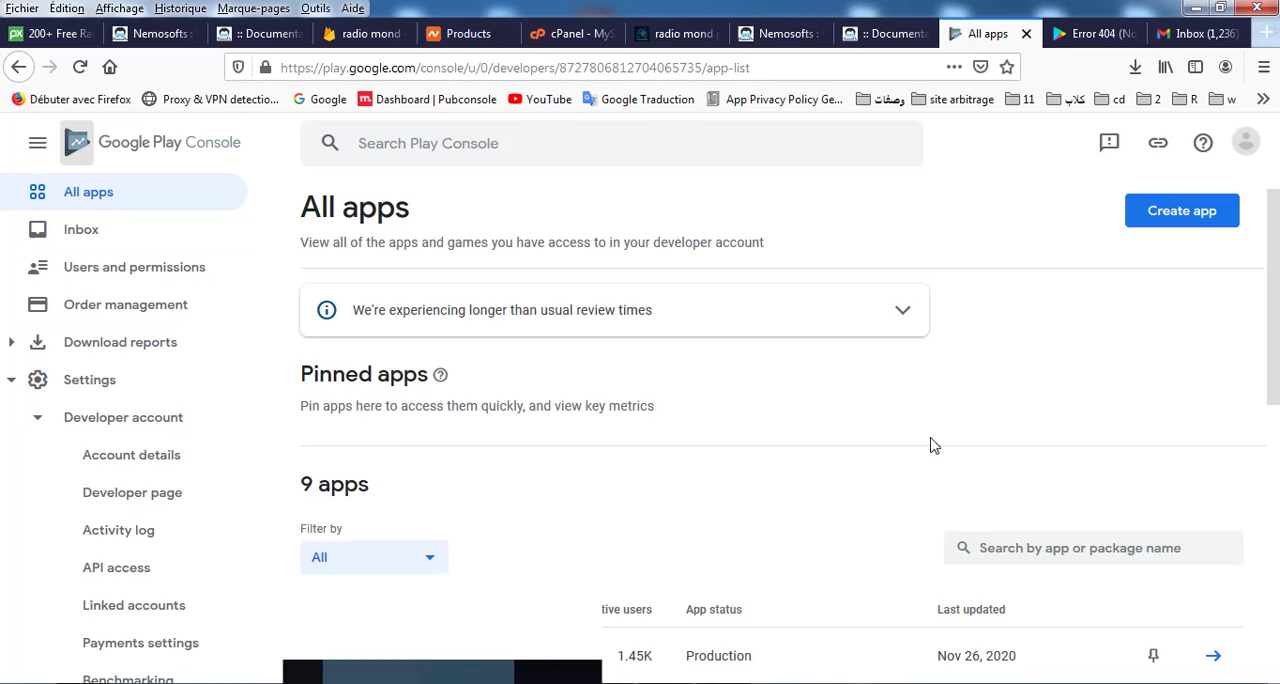 Fichier Édition Affichage Historique Marque-pages Outils Aide
200+ Free Ra Nemosofts : :: Documenta radio mond Products cPanel - MyS radio mond p Nemosofts : :: Documenta All apps Error 404 (No Inbox (1,236)
https://play.google.com/console/u/0/developers/8727806812704065735/app-list
Débuter avec Firefox Proxy & VPN detectio... Google Dashboard | Pubconsole YouTube Google Traduction App Privacy Policy Ge... وصفات site arbitrage 11 كلاب cd 2 R w
Google Play Console
Search Play Console
All apps
Inbox
Users and permissions
Order management
Download reports
Settings
Developer account
Account details
Developer page
Activity log
API access
Linked accounts
Payments settings
Benchmarking
All apps
Create app
View all of the apps and games you have access to in your developer account
We're experiencing longer than usual review times
Pinned apps
Pin apps here to access them quickly, and view key metrics
9 apps
Filter by
All
Search by app or package name
tive users App status Last updated
1.45K Production Nov 26, 2020